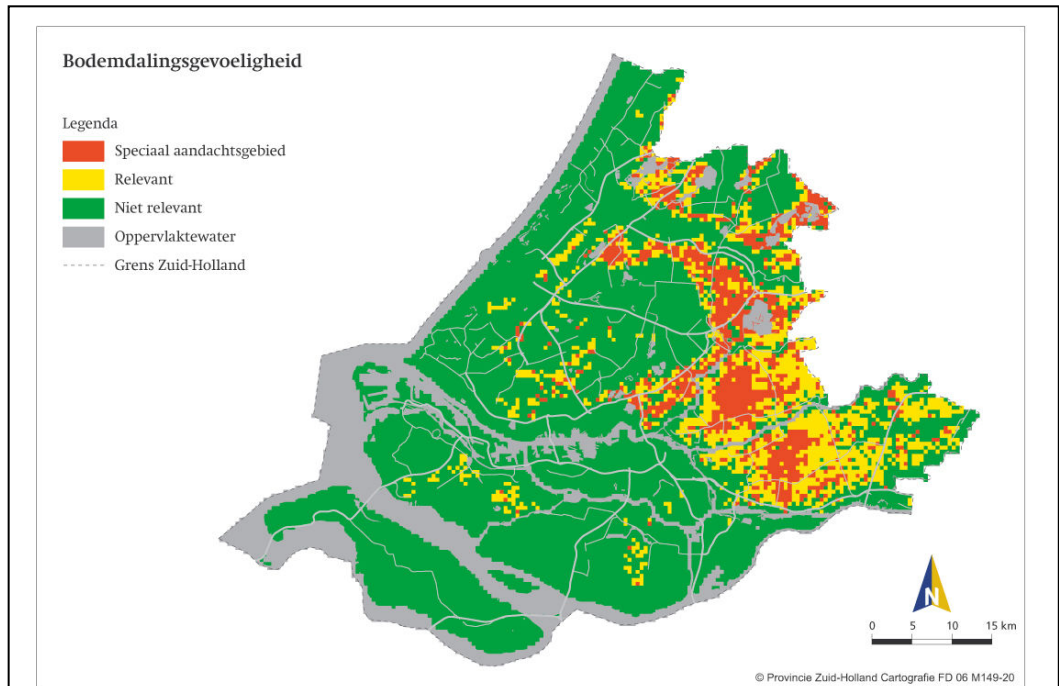 Bodemdalingsgevoeligheid
Legenda
Speciaal aandachtsgebied
Relevant
Niet relevant
Oppervlaktewater
Grens Zuid-Holland
N
0 5 10 15 km
© Provincie Zuid-Holland Cartografie FD 06 M149-20